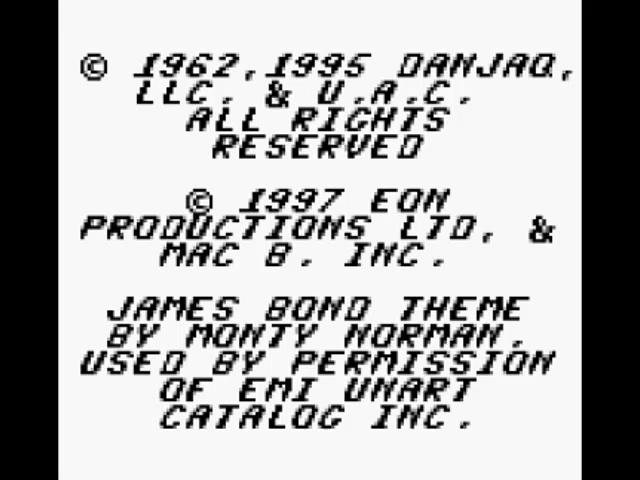 © 1962,1995 DANJAQ,
LLC. & U.A.C.
ALL RIGHTS
RESERVED
© 1997 EON
PRODUCTIONS LTD, &
MAC B. INC.
JAMES BOND THEME
BY MONTY NORMAN.
USED BY PERMISSION
OF EMI UNART
CATALOG INC.